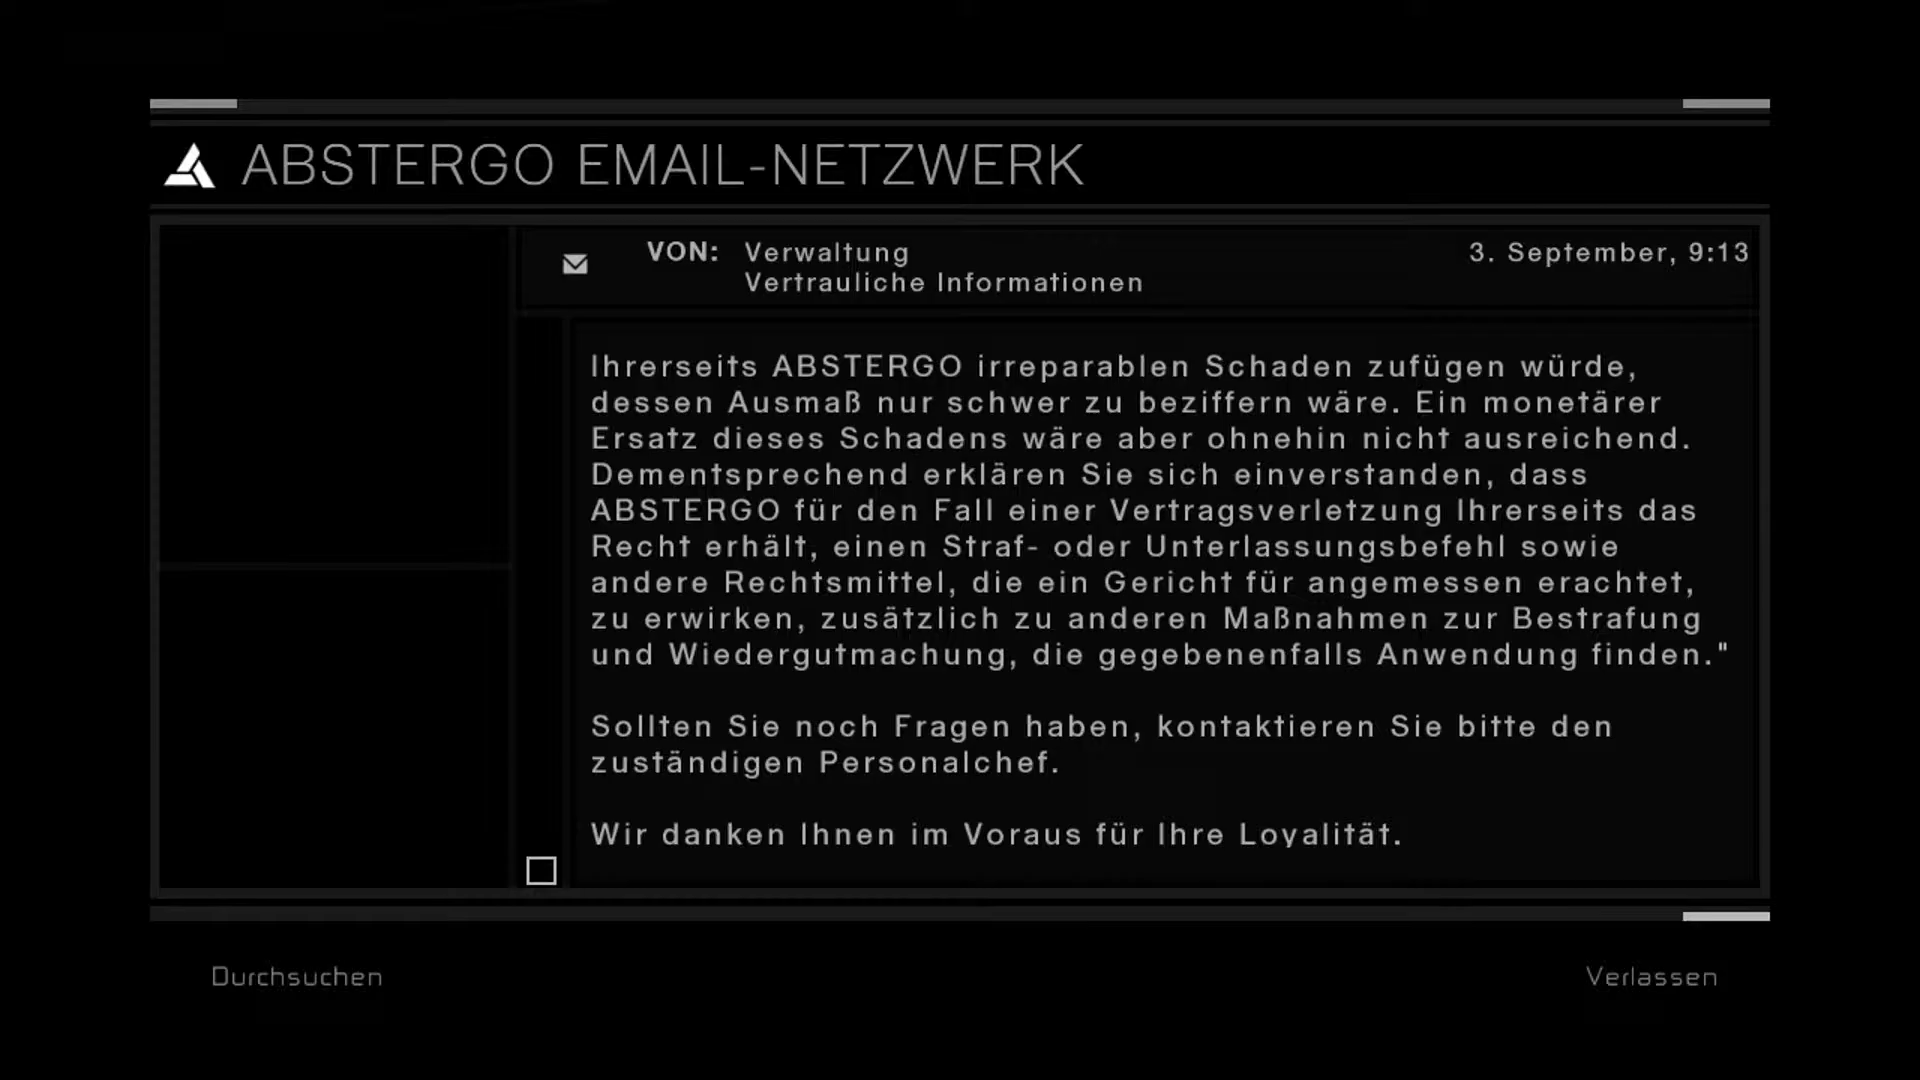 ABSTERGO EMAIL-NETZWERK
VON: Verwaltung 3. September, 9:13
Vertrauliche Informationen
Ihrerseits ABSTERGO irreparablen Schaden zufügen würde,
dessen Ausmaß nur schwer zu beziffern wäre. Ein monetärer
Ersatz dieses Schadens wäre aber ohnehin nicht ausreichend.
Dementsprechend erklären Sie sich einverstanden, dass
ABSTERGO für den Fall einer Vertragsverletzung Ihrerseits das
Recht erhält, einen Straf- oder Unterlassungsbefehl sowie
andere Rechtsmittel, die ein Gericht für angemessen erachtet,
zu erwirken, zusätzlich zu anderen Maßnahmen zur Bestrafung
und Wiedergutmachung, die gegebenenfalls Anwendung finden."
Sollten Sie noch Fragen haben, kontaktieren Sie bitte den
zuständigen Personalchef.
Wir danken Ihnen im Voraus für Ihre Loyalität.
Durchsuchen Verlassen